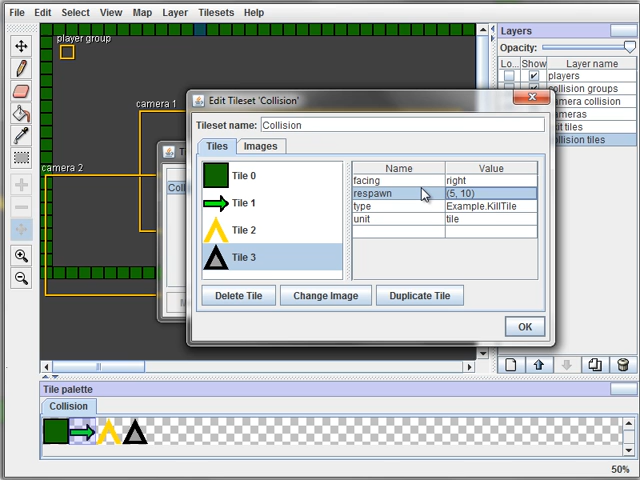 File Edit Select View Map Layer Tilesets Help
player group
camera 1
camera 2
Layers
Opacity:
Lo... Show Layer name
players
collision groups
camera collision
tiles
collision tiles
Edit Tileset 'Collision'
Tileset name: Collision
Tiles Images
Tile 0
Tile 1
Tile 2
Tile 3
Name Value
facing right
respawn (5, 10)
type Example.KillTile
unit tile
Delete Tile Change Image Duplicate Tile
OK
Tile palette
Collision
50%